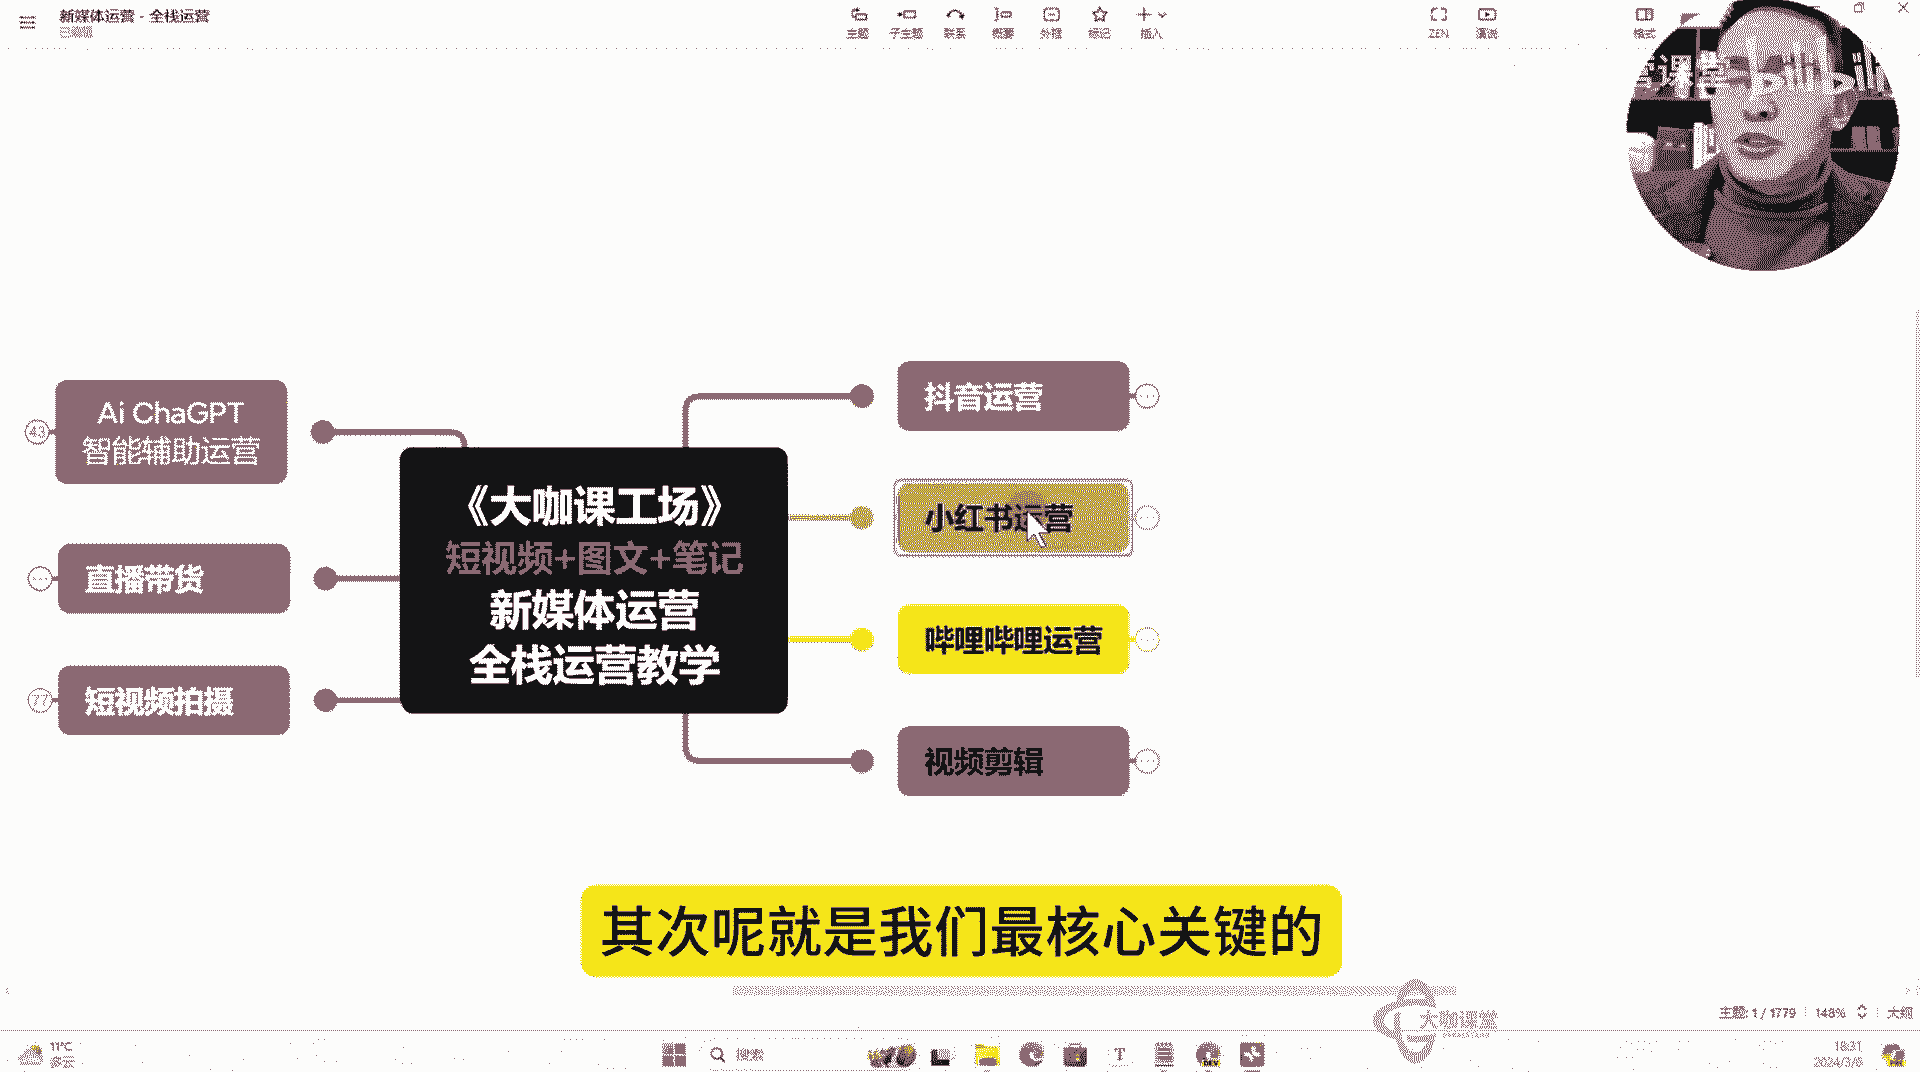 新媒体运营 - 全栈运营
已编辑
主题
子主题
联系
概要
外框
标记
插入
ZEN
演说
格式
营课堂
43
Ai ChaGPT
智能辅助运营
直播带货
77
短视频拍摄
《大咖课工场》
短视频+图文+笔记
新媒体运营
全栈运营教学
抖音运营
小红书运营
哔哩哔哩运营
视频剪辑
其次呢就是我们最核心关键的
大咖课堂
主题: 1 / 1779
148%
大纲
11°C
多云
搜索
18:31